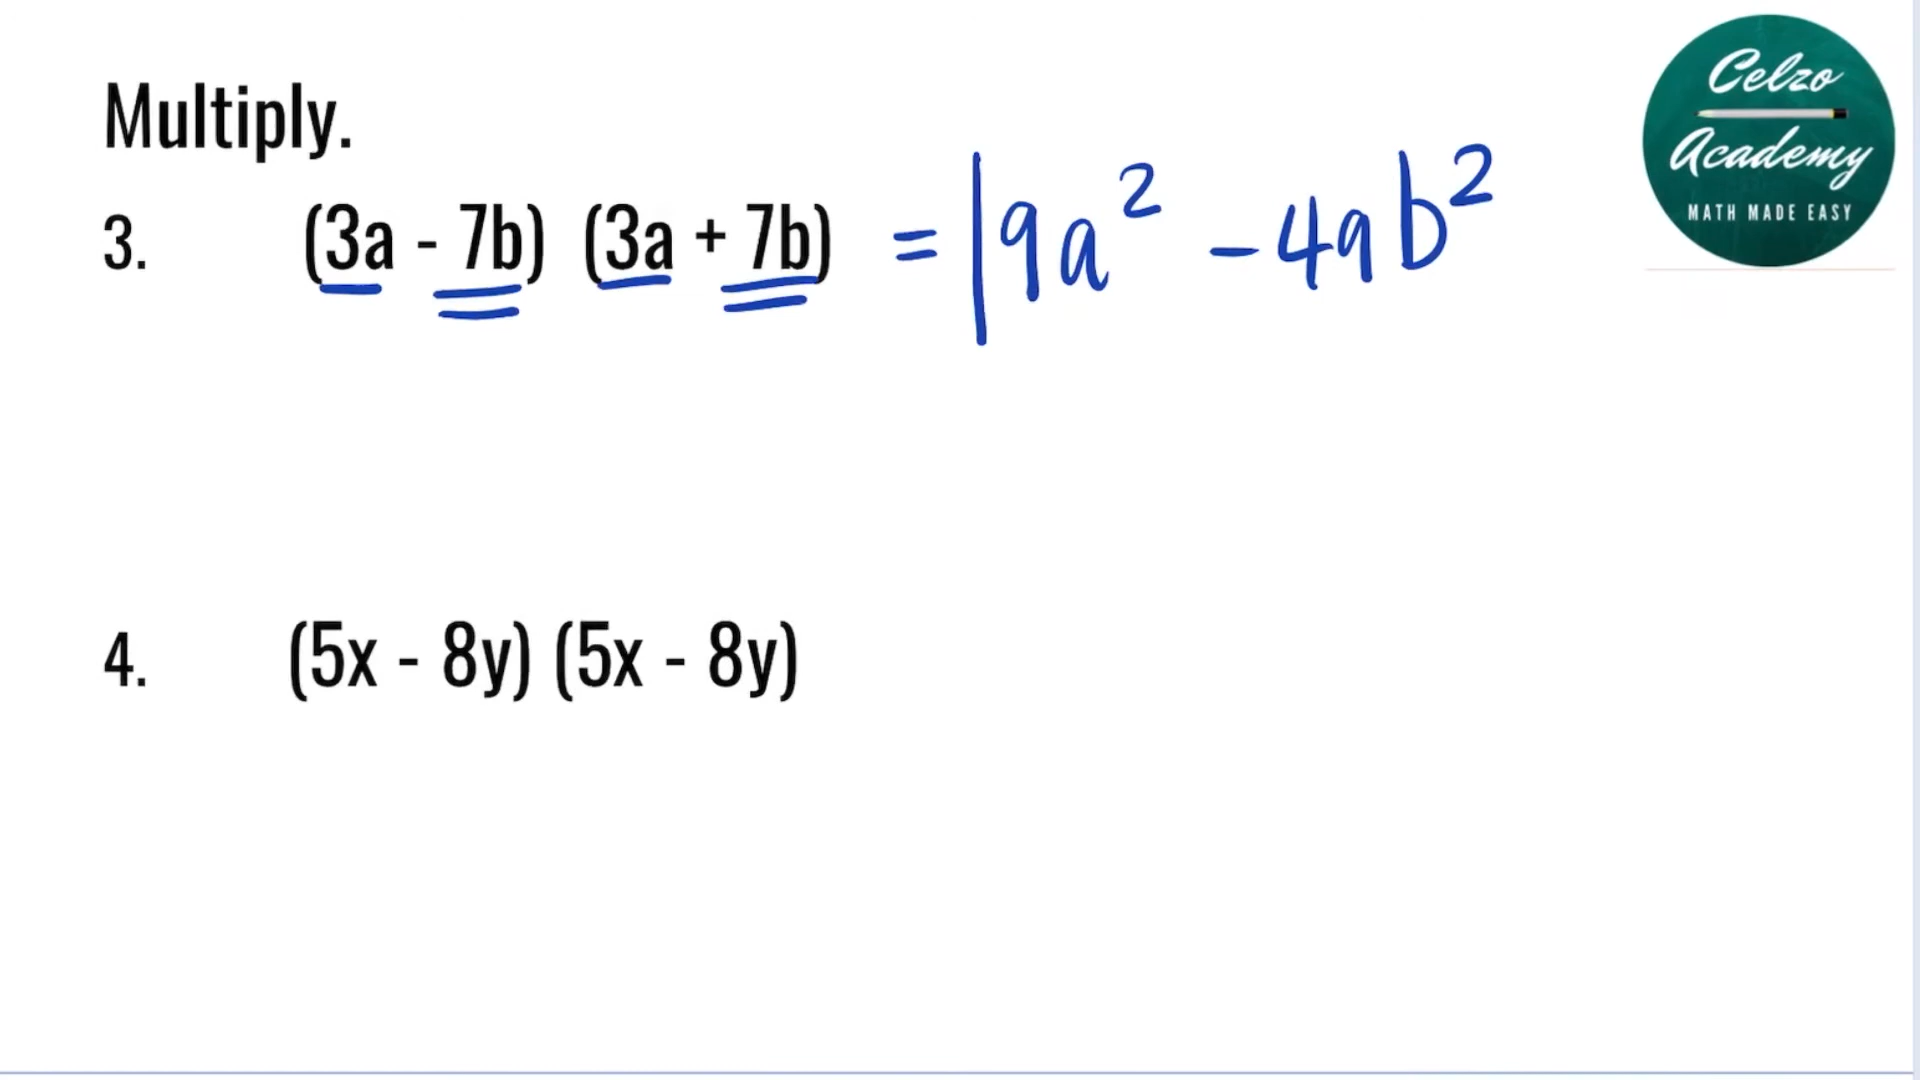 Celzo
Academy
MATH MADE EASY
Multiply.
3. (3a - 7b) (3a + 7b) = |9a² - 49b²
4. (5x - 8y) (5x - 8y)